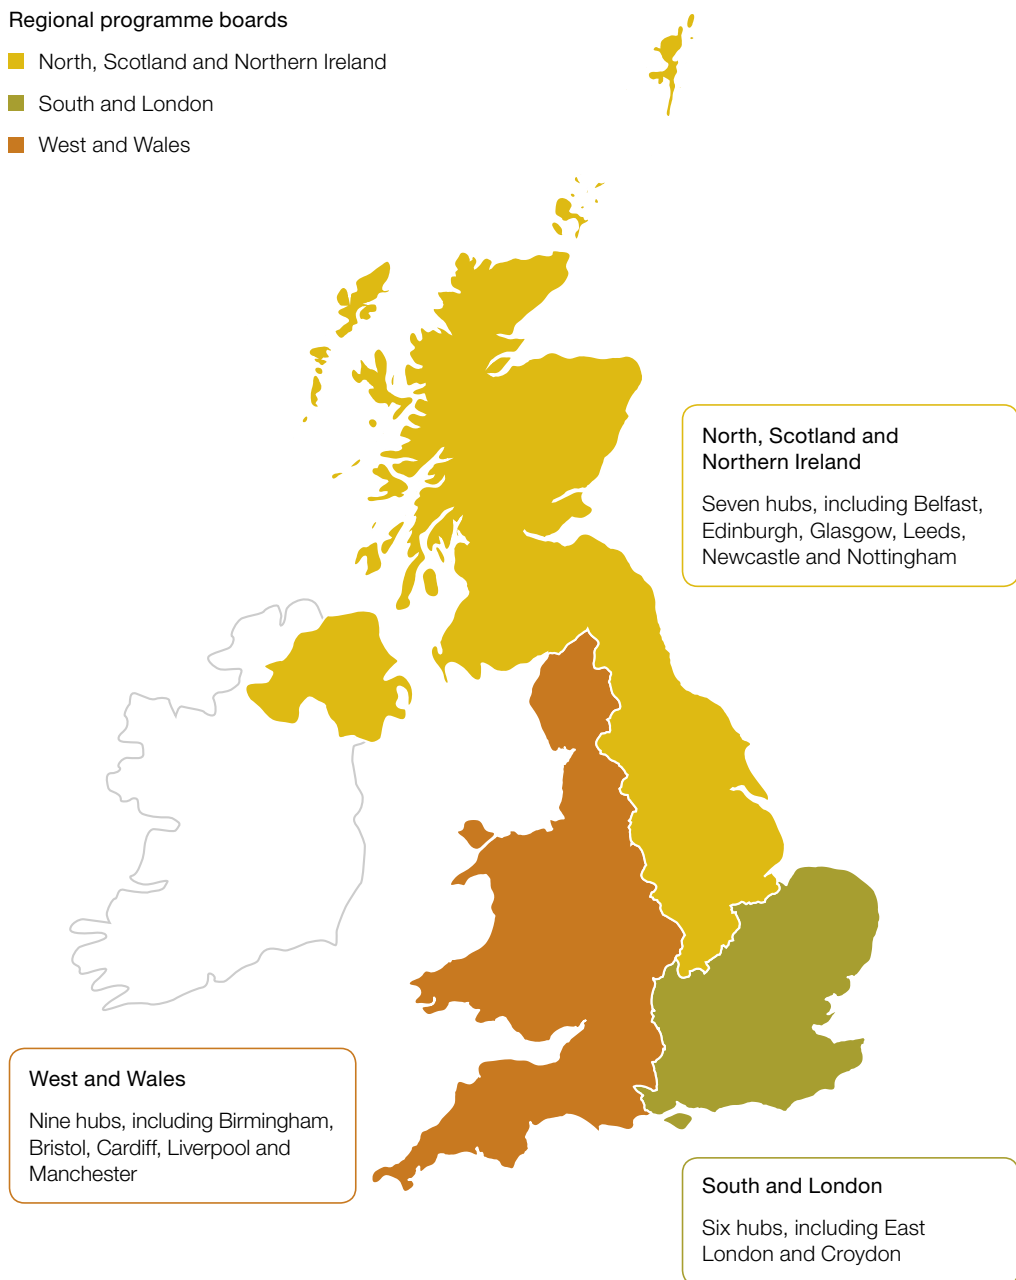 Regional programme boards
North, Scotland and Northern Ireland
South and London
West and Wales
North, Scotland and
Northern Ireland
Seven hubs, including Belfast,
Edinburgh, Glasgow, Leeds,
Newcastle and Nottingham
West and Wales
Nine hubs, including Birmingham,
Bristol, Cardiff, Liverpool and
Manchester
South and London
Six hubs, including East
London and Croydon